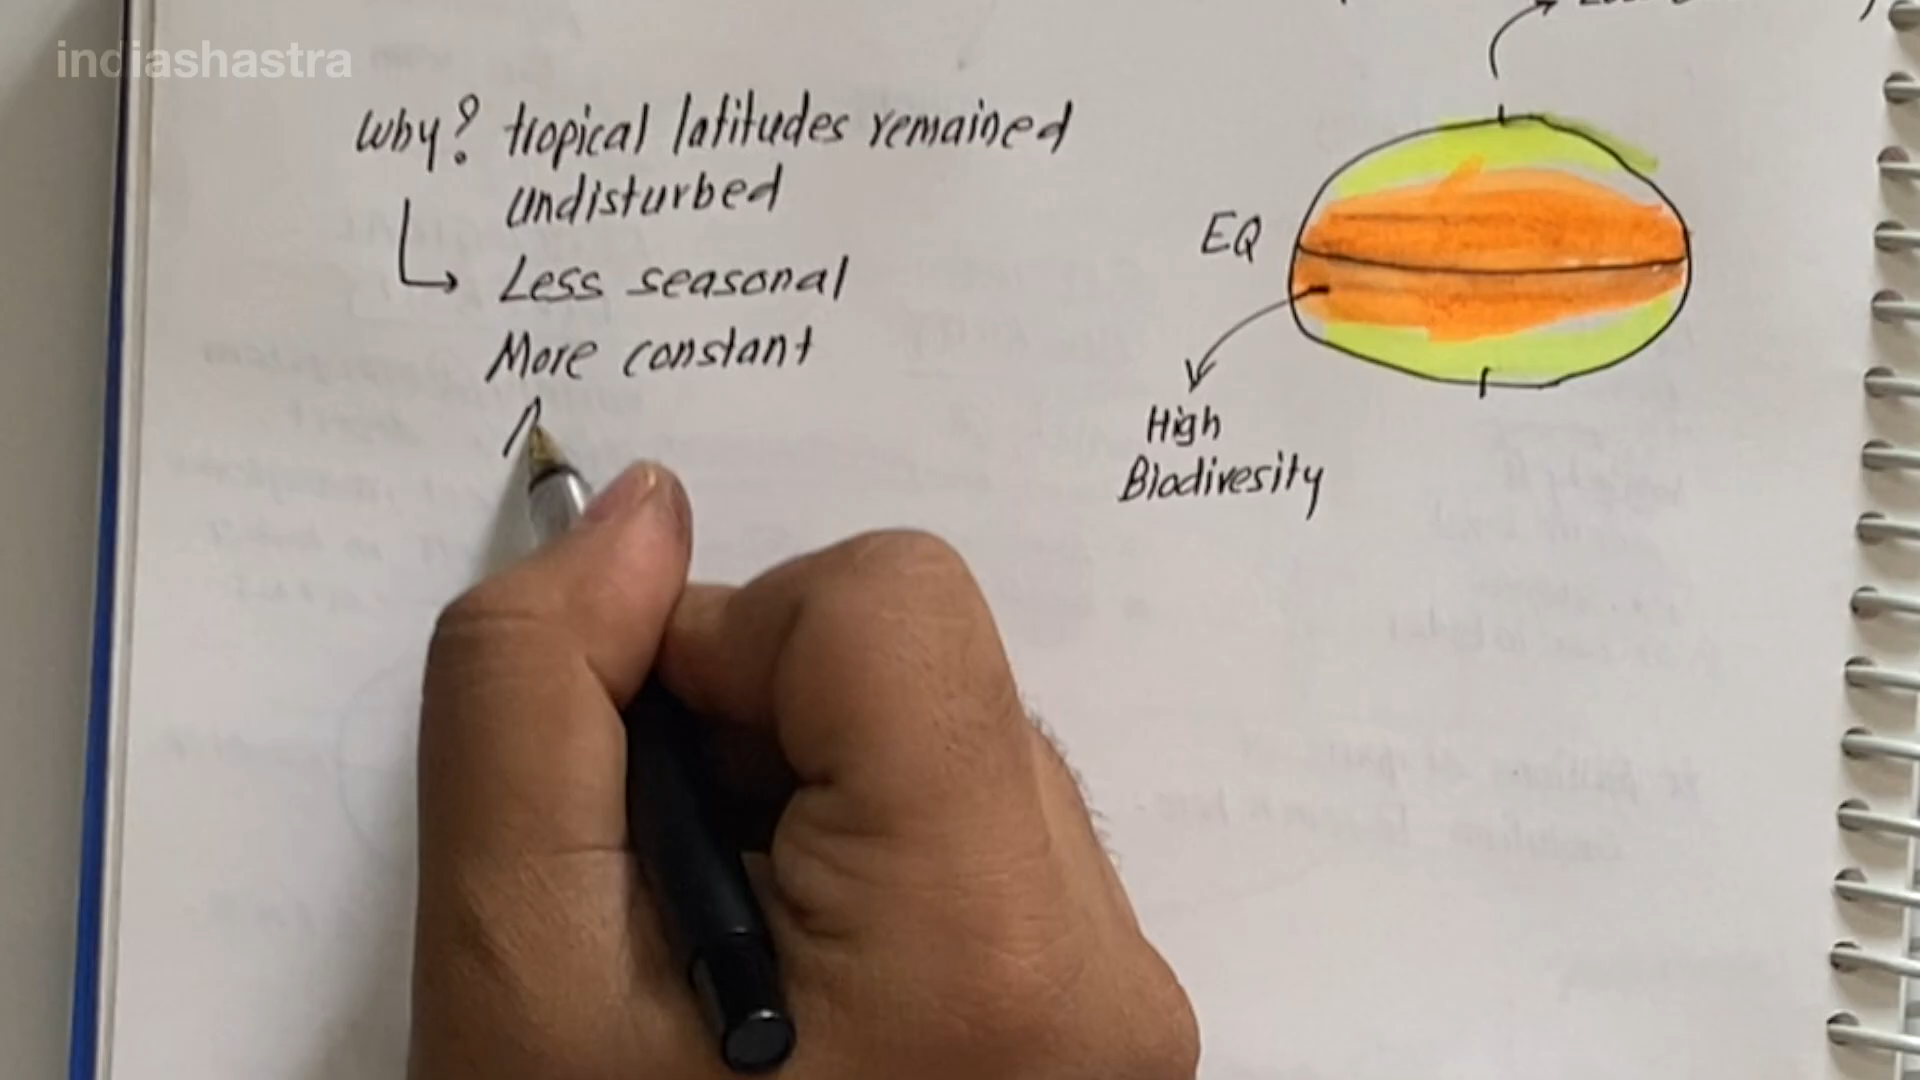 indiashastra
Why? tropical latitudes remained
undisturbed
Less seasonal
More constant
EQ
High
Biodivesity